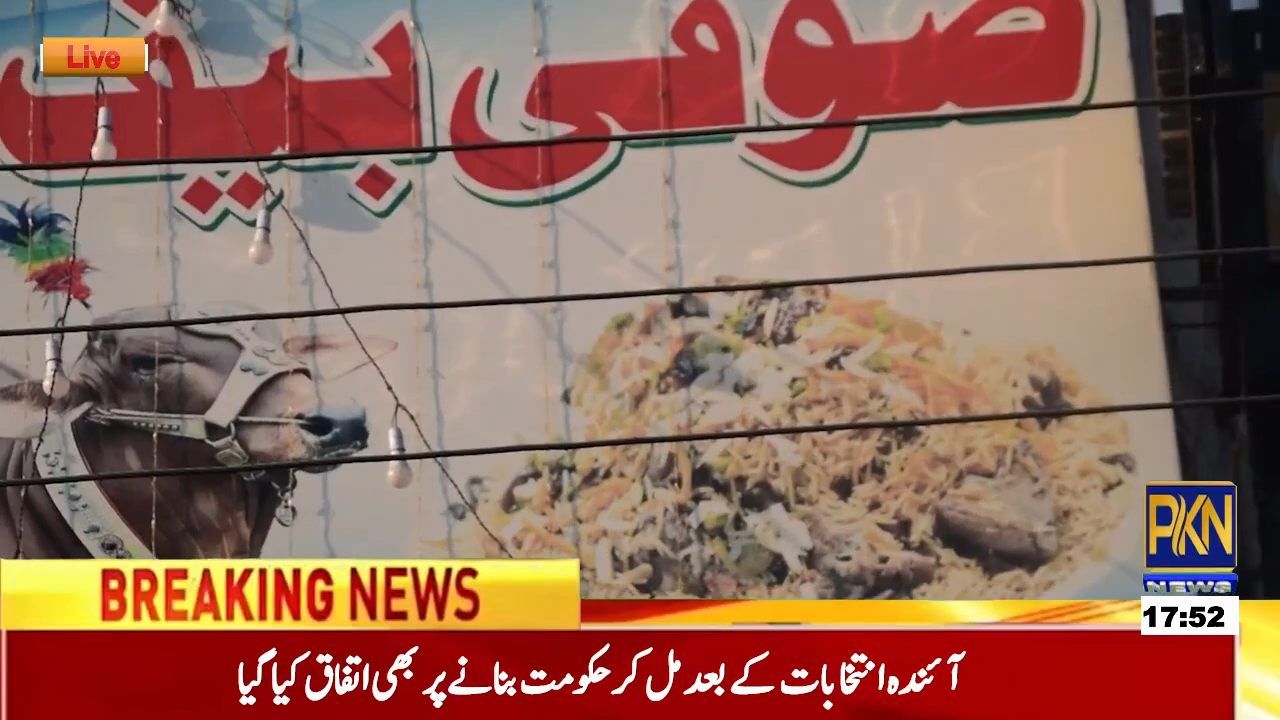 صوفی بیف
Live
PKN
NEWS
17:52
BREAKING NEWS
آئندہ انتخابات کے بعد مل کر حکومت بنانے پر بھی اتفاق کیا گیا